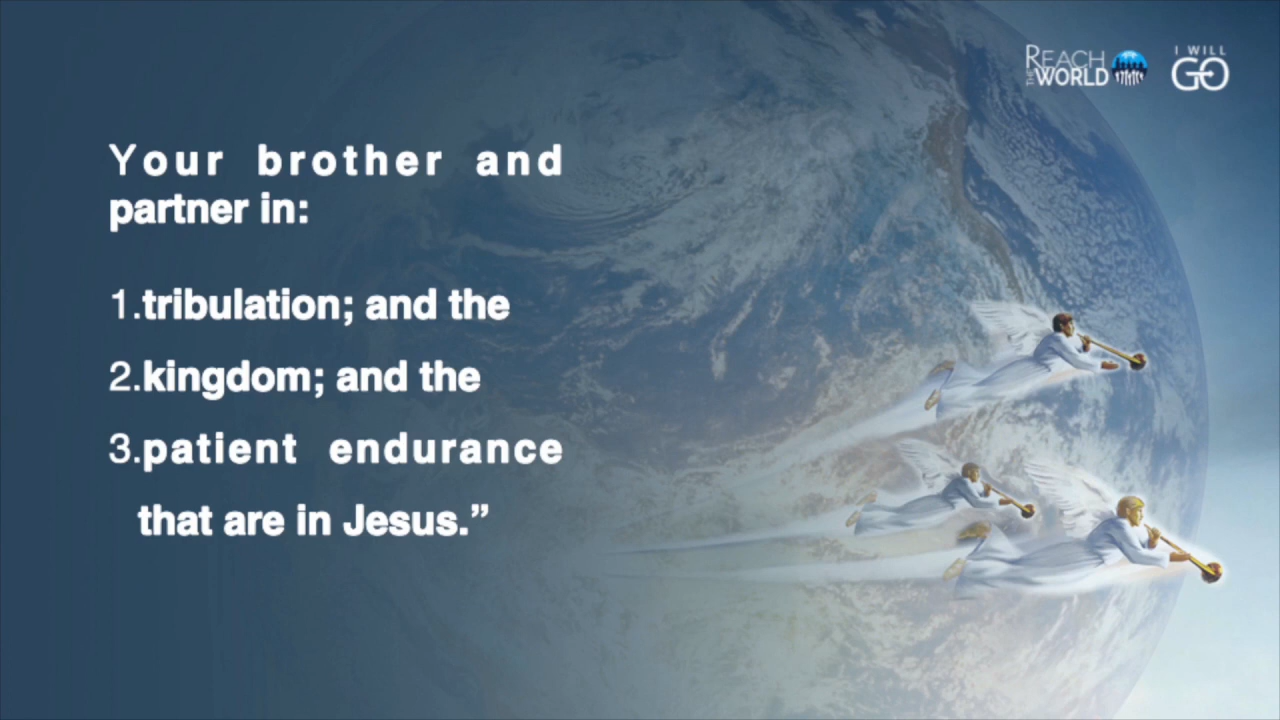 REACH
THE WORLD
I WILL
GO
Your brother and
partner in:
1.tribulation; and the
2.kingdom; and the
3.patient endurance
that are in Jesus.”